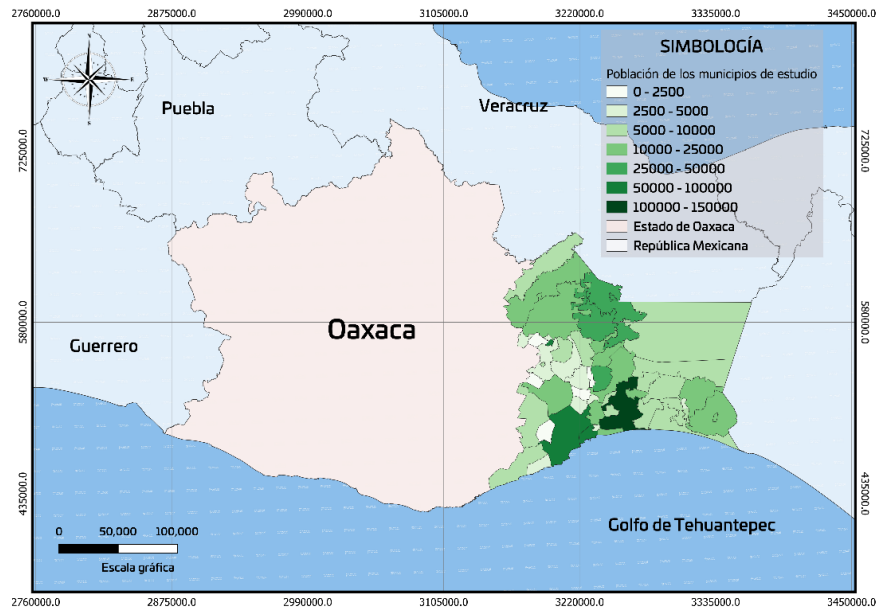 2760000.0 2875000.0 2990000.0 3105000.0 3220000.0 3335000.0 3450000.0
SIMBOLOGÍA
Población de los municipios de estudio
0 - 2500
2500 - 5000
5000 - 10000
10000 - 25000
25000 - 50000
50000 - 100000
100000 - 150000
Estado de Oaxaca
República Mexicana
N
W E
S
Puebla
Veracruz
725000.0 725000.0
Oaxaca
580000.0 580000.0
Guerrero
435000.0 435000.0
Golfo de Tehuantepec
0 50,000 100,000
Escala gráfica
2760000.0 2875000.0 2990000.0 3105000.0 3220000.0 3335000.0 3450000.0